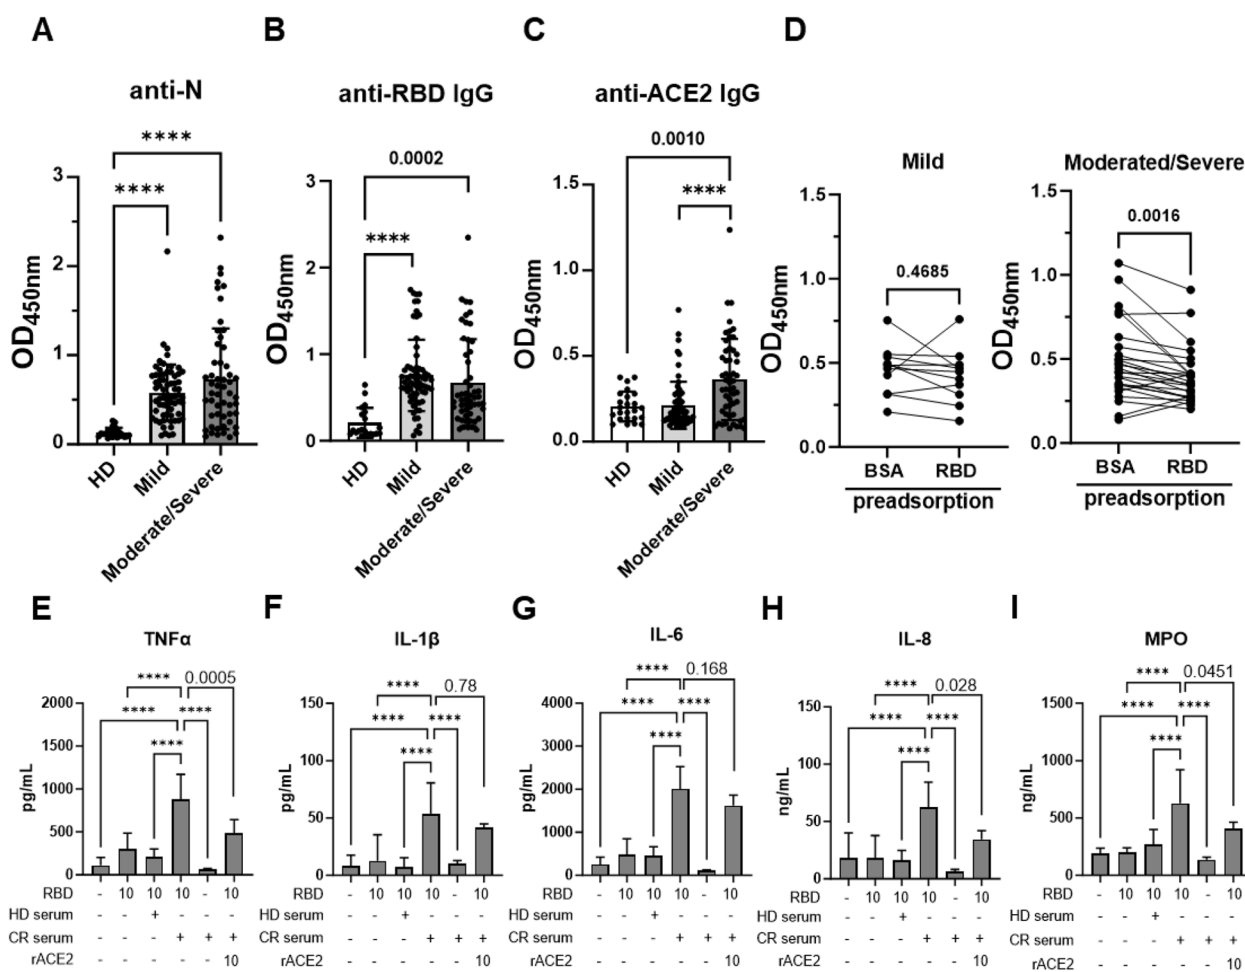 A
B
C
D
anti-N
anti-RBD IgG
anti-ACE2 IgG
Mild
Moderated/Severe
****
****
0.0002
****
0.0010
****
0.4685
0.0016
3
2
1
0
OD450nm
HD
Mild
Moderate/Severe
3
2
1
0
OD450nm
HD
Mild
Moderate/Severe
1.5
1.0
0.5
0.0
OD450nm
HD
Mild
Moderate/Severe
1.5
1.0
0.5
0.0
OD450nm
BSA RBD
preadsorption
1.5
1.0
0.5
0.0
OD450nm
BSA RBD
preadsorption
E
F
G
H
I
TNFα
IL-1β
IL-6
IL-8
MPO
**** 0.0005
**** ****
****
2000
1500
1000
500
0
pg/mL
**** 0.78
**** ****
****
150
100
50
0
pg/mL
**** 0.168
**** ****
****
4000
3000
2000
1000
0
pg/mL
**** 0.028
**** ****
****
150
100
50
0
ng/mL
**** 0.0451
**** ****
****
1500
1000
500
0
ng/mL
RBD - 10 10 10 - 10
HD serum - - + - - -
CR serum - - - + + +
rACE2 - - - - - 10
RBD - 10 10 10 - 10
HD serum - - + - - -
CR serum - - - + + +
rACE2 - - - - - 10
RBD - 10 10 10 - 10
HD serum - - + - - -
CR serum - - - + + +
rACE2 - - - - - 10
RBD - 10 10 10 - 10
HD serum - - + - - -
CR serum - - - + + +
rACE2 - - - - - 10
RBD - 10 10 10 - 10
HD serum - - + - - -
CR serum - - - + + +
rACE2 - - - - - 10